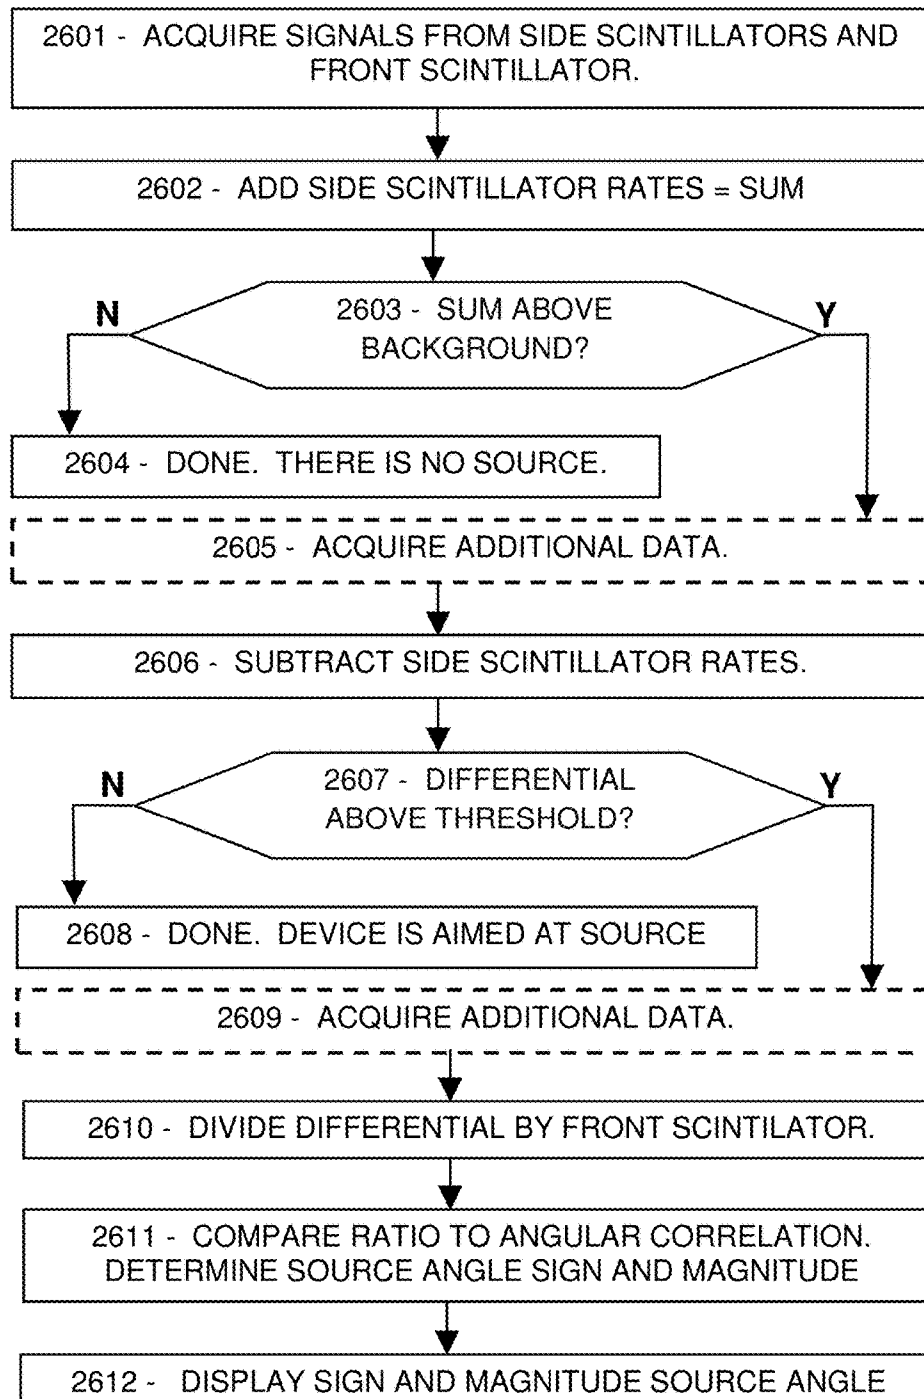 2601 - ACQUIRE SIGNALS FROM SIDE SCINTILLATORS AND
FRONT SCINTILLATOR.
2602 - ADD SIDE SCINTILLATOR RATES = SUM
2603 - SUM ABOVE
BACKGROUND?
N
Y
2604 - DONE. THERE IS NO SOURCE.
2605 - ACQUIRE ADDITIONAL DATA.
2606 - SUBTRACT SIDE SCINTILLATOR RATES.
2607 - DIFFERENTIAL
ABOVE THRESHOLD?
N
Y
2608 - DONE. DEVICE IS AIMED AT SOURCE
2609 - ACQUIRE ADDITIONAL DATA.
2610 - DIVIDE DIFFERENTIAL BY FRONT SCINTILATOR.
2611 - COMPARE RATIO TO ANGULAR CORRELATION.
DETERMINE SOURCE ANGLE SIGN AND MAGNITUDE
2612 - DISPLAY SIGN AND MAGNITUDE SOURCE ANGLE